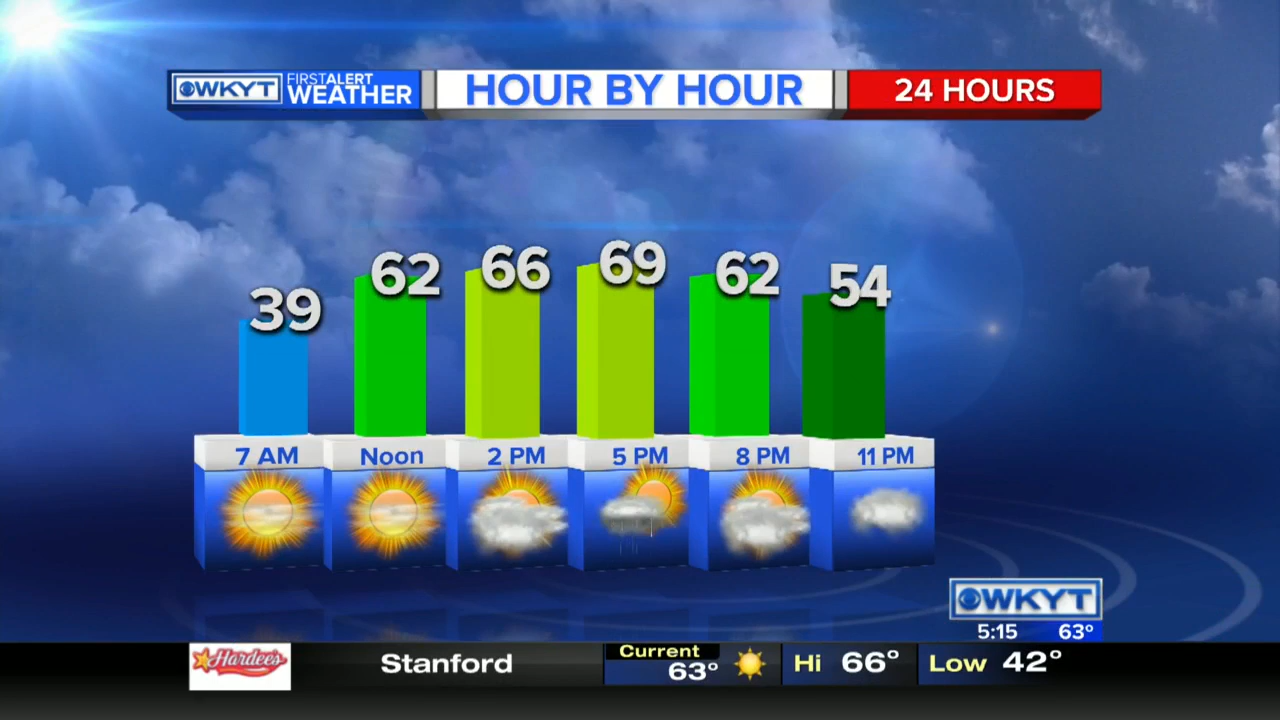 WKYT FIRST ALERT WEATHER
HOUR BY HOUR
24 HOURS
39 62 66 69 62 54
7 AM Noon 2 PM 5 PM 8 PM 11 PM
WKYT
5:15 63°
Hardee's
Stanford
Current 63°
Hi 66°
Low 42°